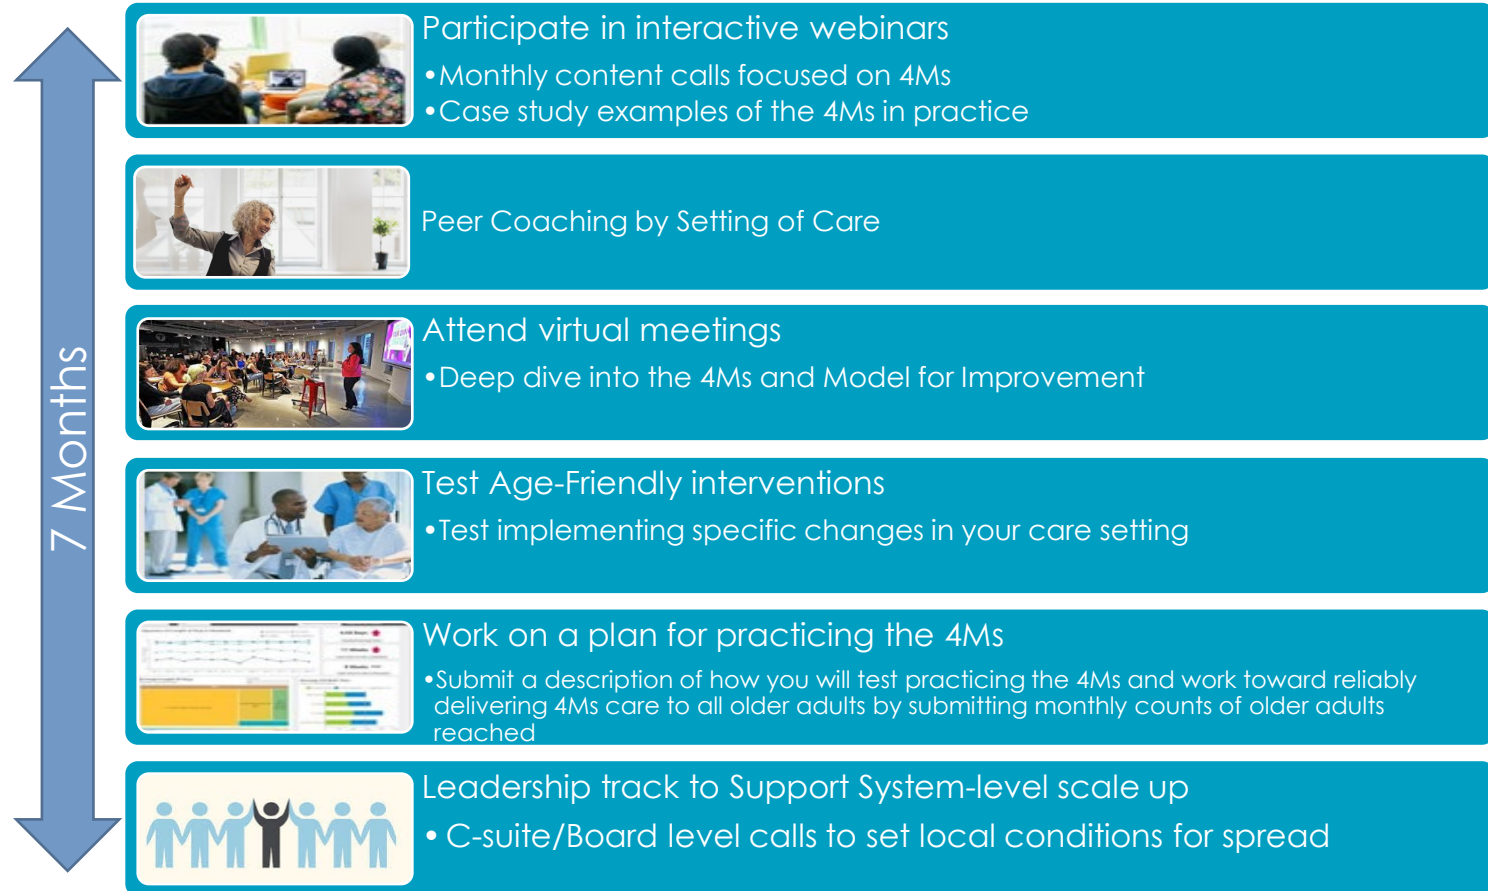 7 Months
Participate in interactive webinars
•Monthly content calls focused on 4Ms
•Case study examples of the 4Ms in practice
Peer Coaching by Setting of Care
Attend virtual meetings
•Deep dive into the 4Ms and Model for Improvement
Test Age-Friendly interventions
•Test implementing specific changes in your care setting
Work on a plan for practicing the 4Ms
•Submit a description of how you will test practicing the 4Ms and work toward reliably
delivering 4Ms care to all older adults by submitting monthly counts of older adults
reached
Leadership track to Support System-level scale up
• C-suite/Board level calls to set local conditions for spread